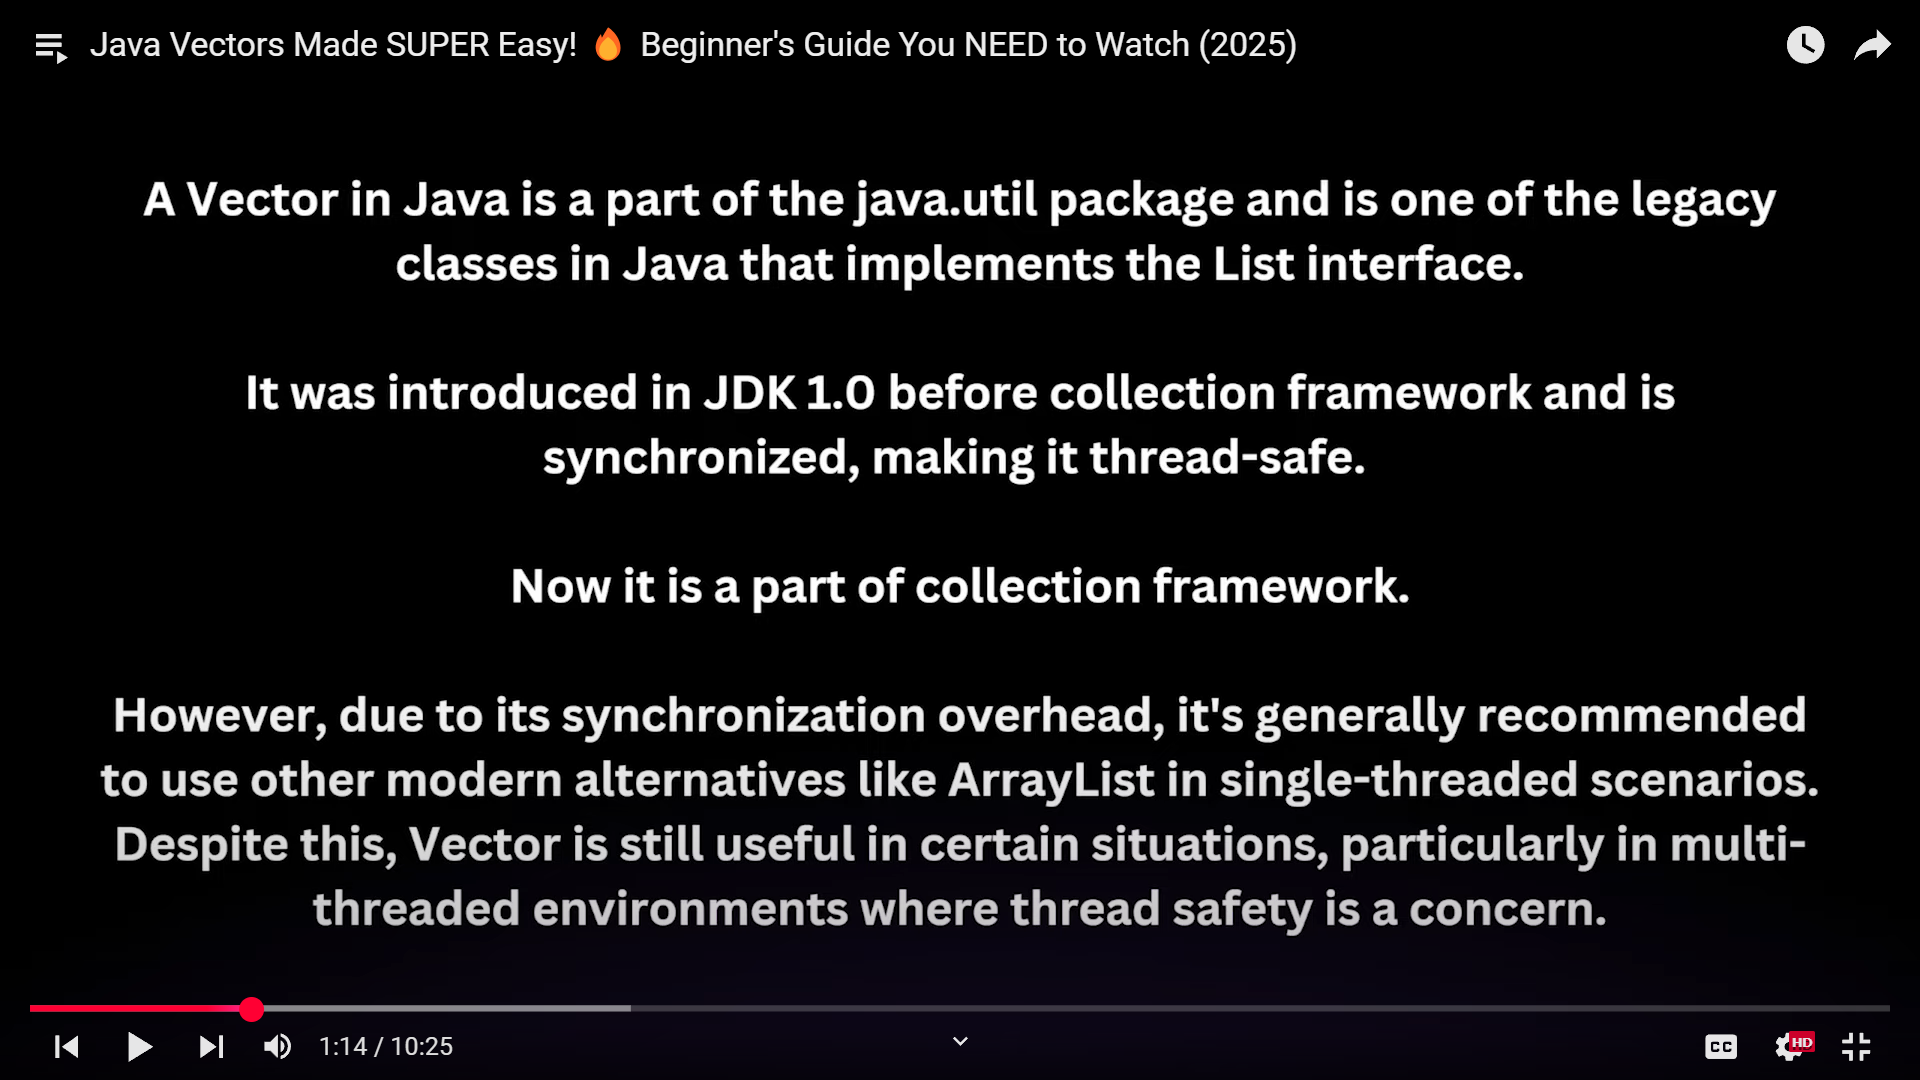 Java Vectors Made SUPER Easy! 🔥 Beginner's Guide You NEED to Watch (2025)
A Vector in Java is a part of the java.util package and is one of the legacy
classes in Java that implements the List interface.
It was introduced in JDK 1.0 before collection framework and is
synchronized, making it thread-safe.
Now it is a part of collection framework.
However, due to its synchronization overhead, it's generally recommended
to use other modern alternatives like ArrayList in single-threaded scenarios.
Despite this, Vector is still useful in certain situations, particularly in multi-
threaded environments where thread safety is a concern.
1:14 / 10:25
CC
HD